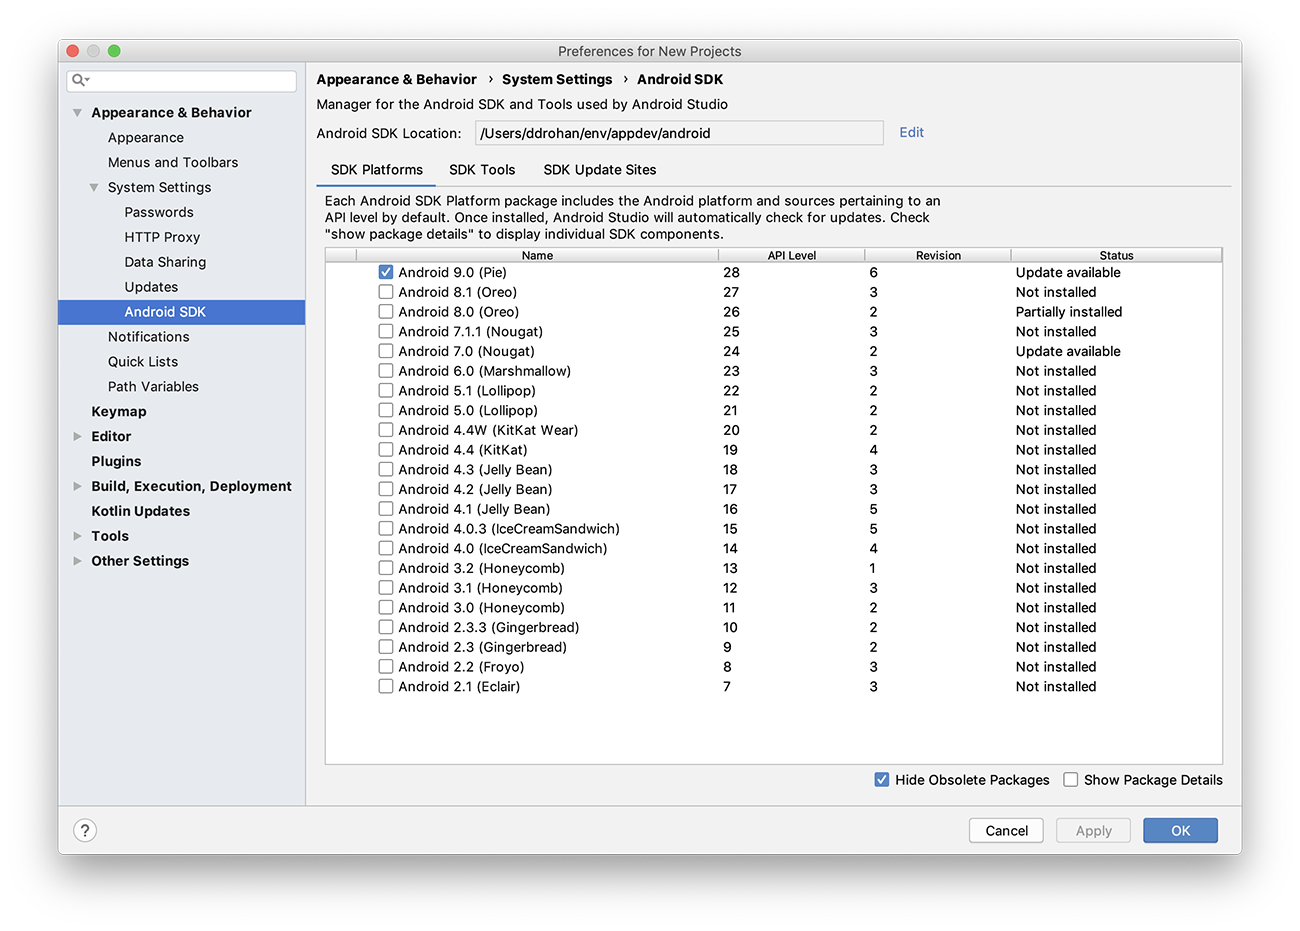 Preferences for New Projects
Appearance & Behavior
Appearance
Menus and Toolbars
System Settings
Passwords
HTTP Proxy
Data Sharing
Updates
Android SDK
Notifications
Quick Lists
Path Variables
Keymap
Editor
Plugins
Build, Execution, Deployment
Kotlin Updates
Tools
Other Settings
Appearance & Behavior › System Settings › Android SDK
Manager for the Android SDK and Tools used by Android Studio
Android SDK Location: /Users/ddrohan/env/appdev/android Edit
SDK Platforms SDK Tools SDK Update Sites
Each Android SDK Platform package includes the Android platform and sources pertaining to an
API level by default. Once installed, Android Studio will automatically check for updates. Check
"show package details" to display individual SDK components.
Name API Level Revision Status
Android 9.0 (Pie) 28 6 Update available
Android 8.1 (Oreo) 27 3 Not installed
Android 8.0 (Oreo) 26 2 Partially installed
Android 7.1.1 (Nougat) 25 3 Not installed
Android 7.0 (Nougat) 24 2 Update available
Android 6.0 (Marshmallow) 23 3 Not installed
Android 5.1 (Lollipop) 22 2 Not installed
Android 5.0 (Lollipop) 21 2 Not installed
Android 4.4W (KitKat Wear) 20 2 Not installed
Android 4.4 (KitKat) 19 4 Not installed
Android 4.3 (Jelly Bean) 18 3 Not installed
Android 4.2 (Jelly Bean) 17 3 Not installed
Android 4.1 (Jelly Bean) 16 5 Not installed
Android 4.0.3 (IceCreamSandwich) 15 5 Not installed
Android 4.0 (IceCreamSandwich) 14 4 Not installed
Android 3.2 (Honeycomb) 13 1 Not installed
Android 3.1 (Honeycomb) 12 3 Not installed
Android 3.0 (Honeycomb) 11 2 Not installed
Android 2.3.3 (Gingerbread) 10 2 Not installed
Android 2.3 (Gingerbread) 9 2 Not installed
Android 2.2 (Froyo) 8 3 Not installed
Android 2.1 (Eclair) 7 3 Not installed
Hide Obsolete Packages Show Package Details
? Cancel Apply OK